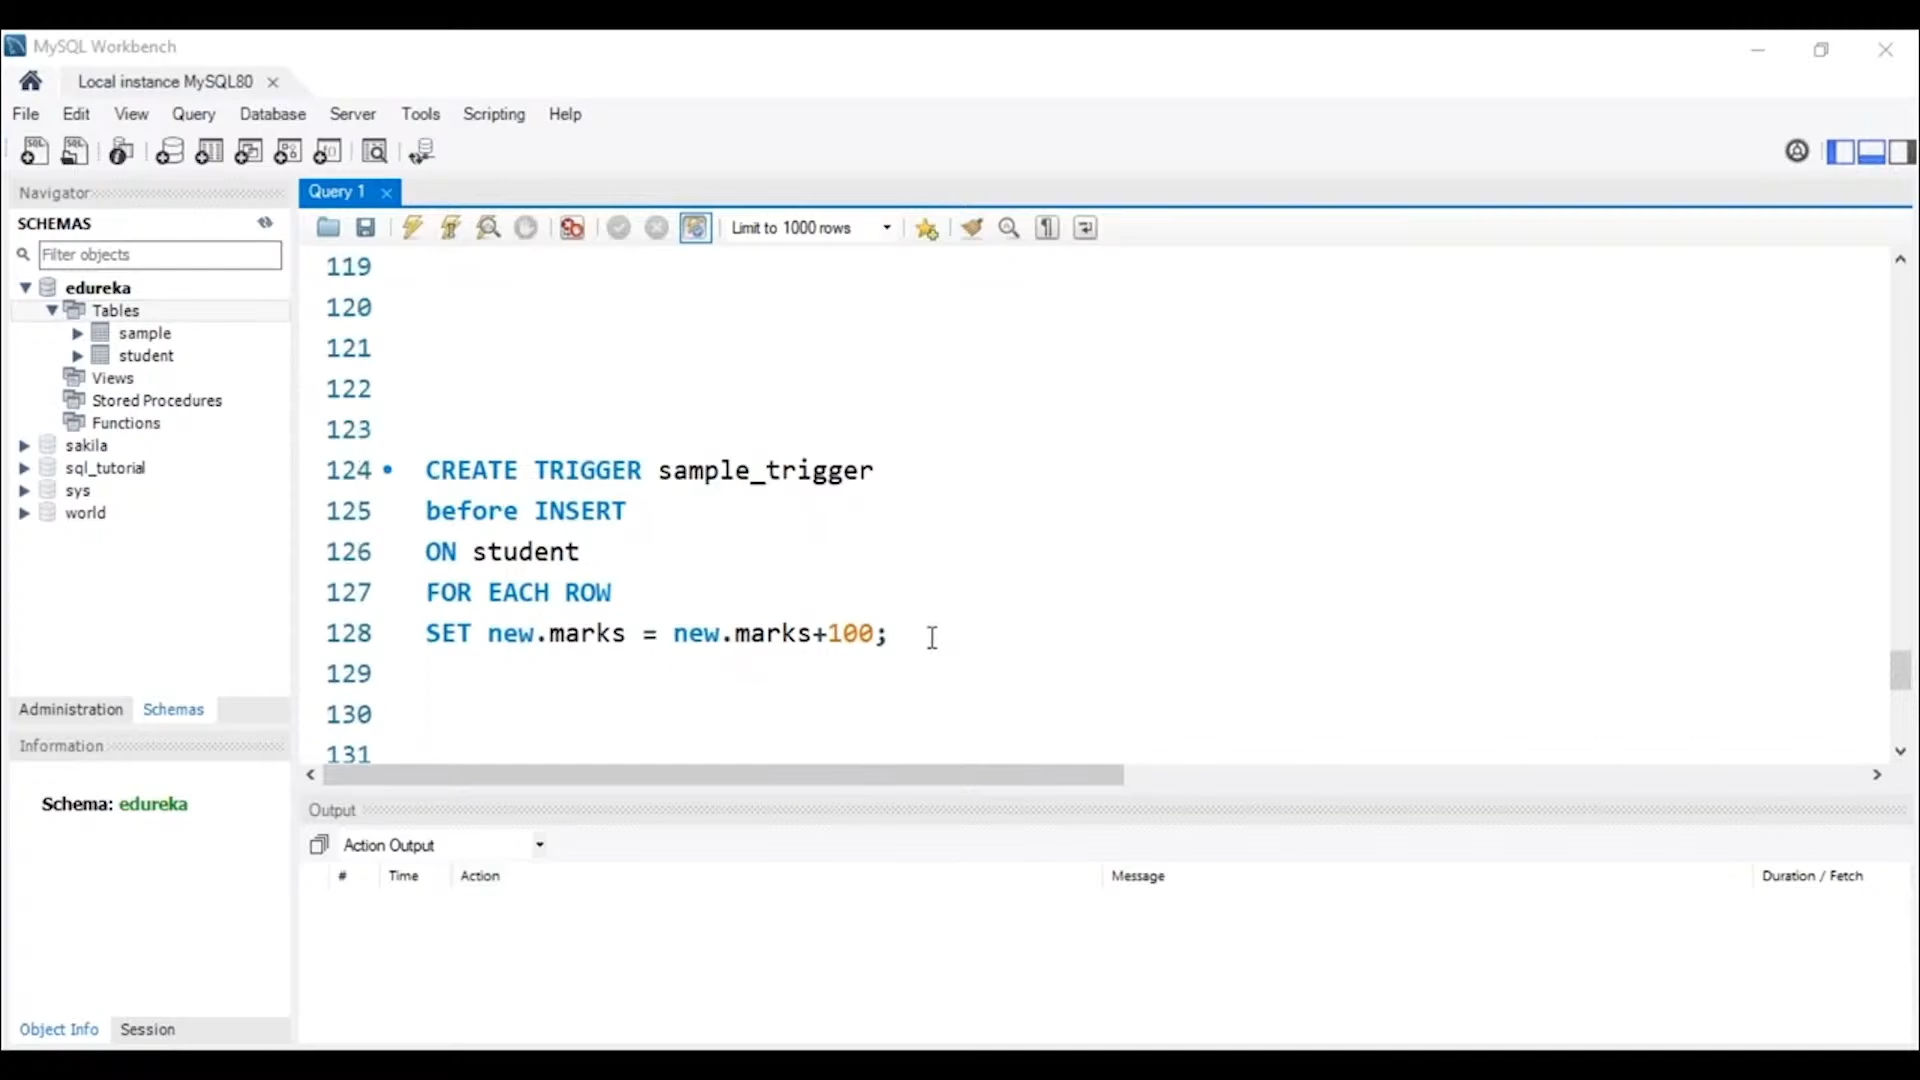 MySQL Workbench
Local instance MySQL80
File Edit View Query Database Server Tools Scripting Help
Navigator
SCHEMAS
Filter objects
edureka
Tables
sample
student
Views
Stored Procedures
Functions
sakila
sql_tutorial
sys
world
Administration Schemas
Information
Schema: edureka
Object Info Session
Query 1
Limit to 1000 rows
119
120
121
122
123
124 CREATE TRIGGER sample_trigger
125 before INSERT
126 ON student
127 FOR EACH ROW
128 SET new.marks = new.marks+100;
129
130
131
Output
Action Output
# Time Action Message Duration / Fetch